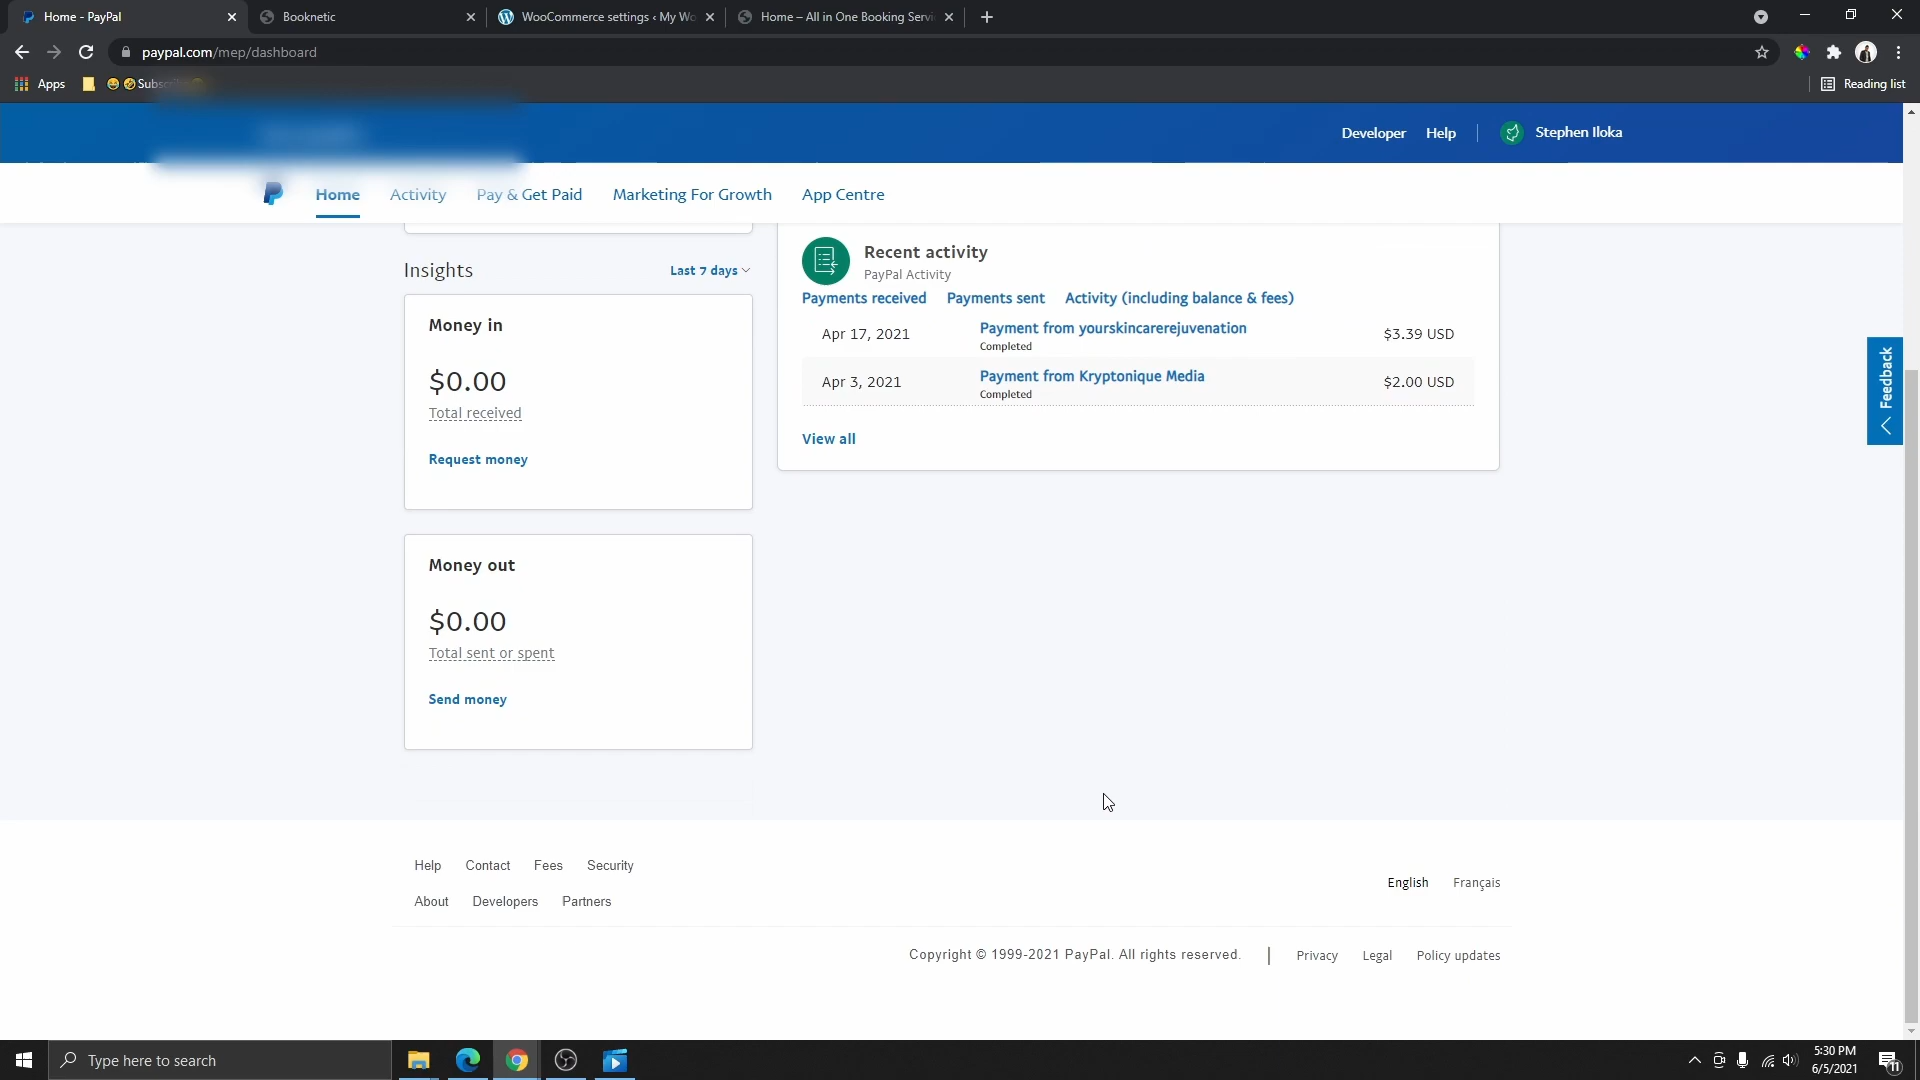 Home - PayPal
Booknetic
WooCommerce settings ‹ My Wo
Home – All in One Booking Servi
paypal.com/mep/dashboard
Apps
Reading list
Developer
Help
Stephen Iloka
Home
Activity
Pay & Get Paid
Marketing For Growth
App Centre
Insights
Last 7 days
Money in
$0.00
Total received
Request money
Money out
$0.00
Total sent or spent
Send money
Recent activity
PayPal Activity
Payments received
Payments sent
Activity (including balance & fees)
Apr 17, 2021
Payment from yourskincarerejuvenation
Completed
$3.39 USD
Apr 3, 2021
Payment from Kryptonique Media
Completed
$2.00 USD
View all
Feedback
Help
Contact
Fees
Security
About
Developers
Partners
English
Français
Copyright © 1999-2021 PayPal. All rights reserved.
Privacy
Legal
Policy updates
Type here to search
5:30 PM
6/5/2021
11